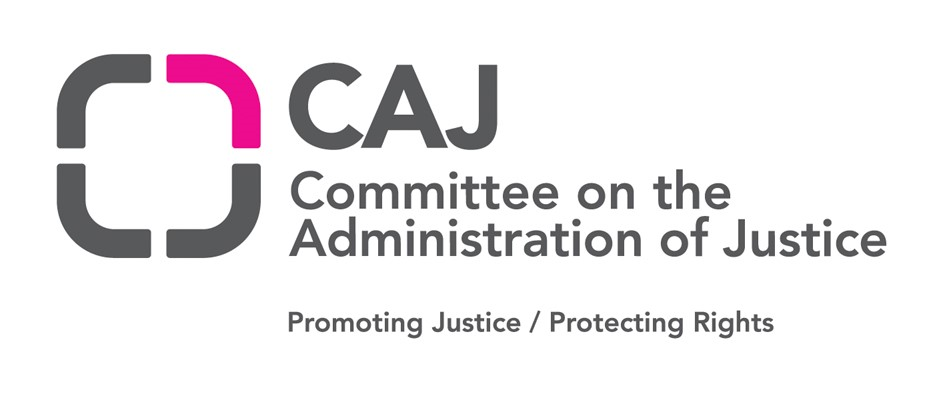 CAJ
Committee on the
Administration of Justice
Promoting Justice / Protecting Rights